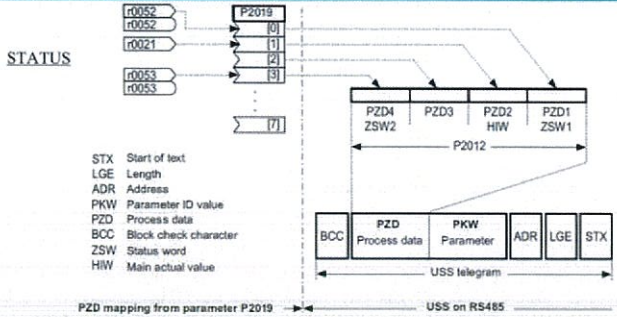 r0052
r0052
P2019
[0]
STATUS
r0021
[1]
[2]
r0053
r0053
[3]
[7]
PZD4 PZD3 PZD2 PZD1
ZSW2 HIW ZSW1
P2012
STX Start of text
LGE Length
ADR Address
PKW Parameter ID value
PZD Process data
BCC Block check character
ZSW Status word
HIW Main actual value
BCC
PZD
Process data
PKW
Parameter
ADR LGE STX
USS telegram
PZD mapping from parameter P2019
USS on RS485